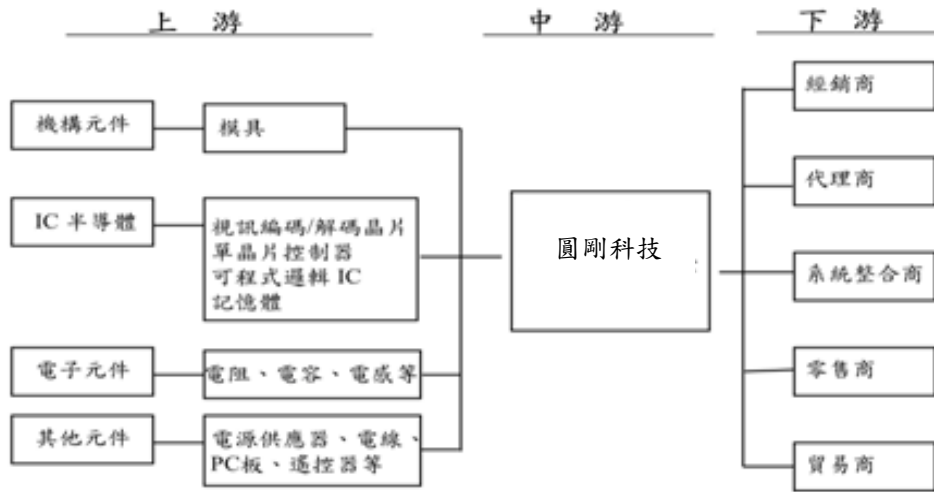 上 游
中 游
下 游
機構元件
模具
IC 半導體
視訊編碼/解碼晶片
單晶片控制器
可程式邏輯 IC
記憶體
電子元件
電阻、電容、電感等
其他元件
電源供應器、電線、
PC板、遙控器等
圓剛科技
經銷商
代理商
系統整合商
零售商
貿易商